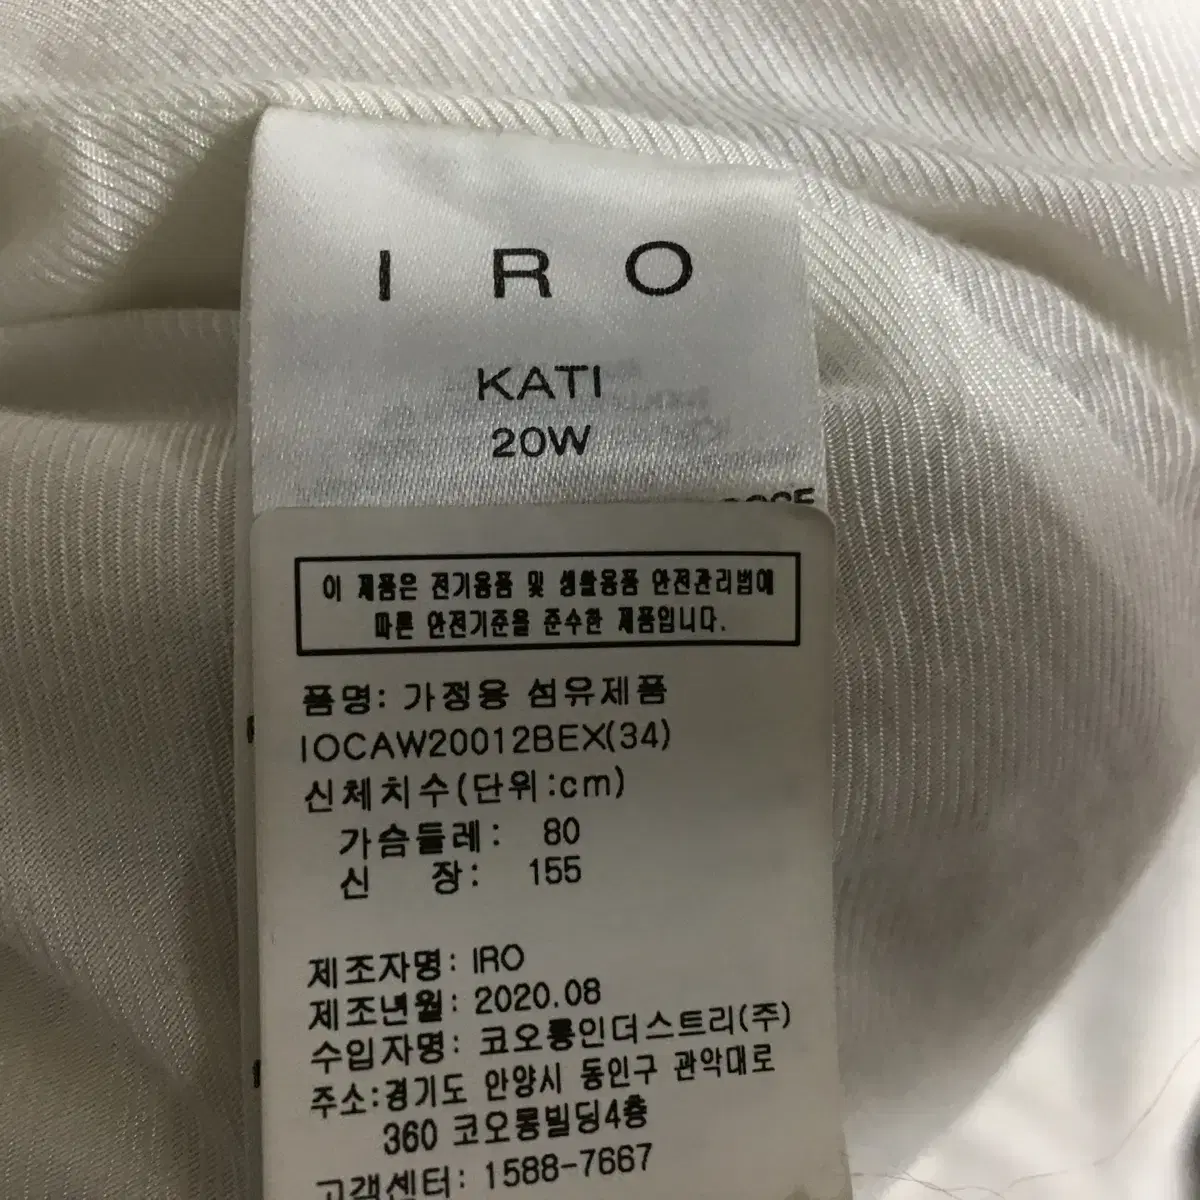 I R O
KATI
20W
이 제품은 전기용품 및 생활용품 안전관리법에
따른 안전기준을 준수한 제품입니다.
품명: 가정용 섬유제품
IOCAW20012BEX(34)
신체치수(단위:cm)
가슴둘레: 80
신 장: 155
제조자명: IRO
제조년월: 2020.08
수입자명: 코오롱인더스트리(주)
주소:경기도 안양시 동인구 관악대로
360 코오롱빌딩4층
고객센터: 1588-7667